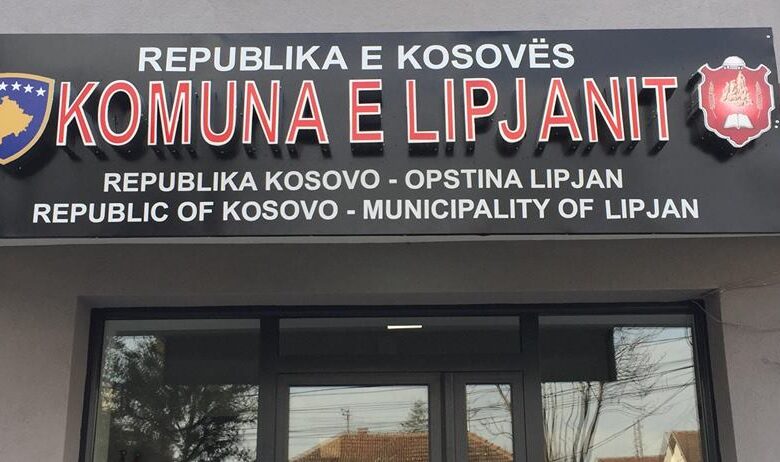 REPUBLIKA E KOSOVËS
KOMUNA E LIPJANIT
REPUBLIKA KOSOVO - OPSTINA LIPJAN
REPUBLIC OF KOSOVO - MUNICIPALITY OF LIPJAN